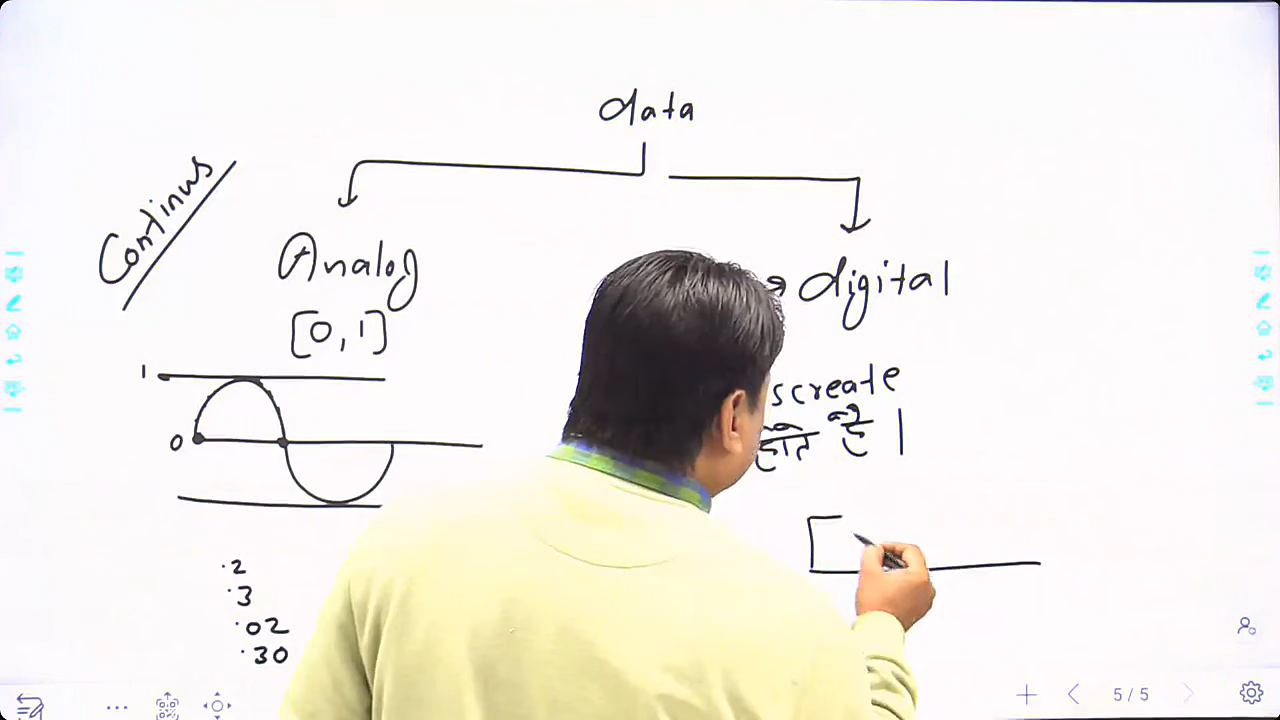 data
Continus
Analog
digital
[0,1]
screate
होते है |
1
0
.2
.3
.02
.30
5/5